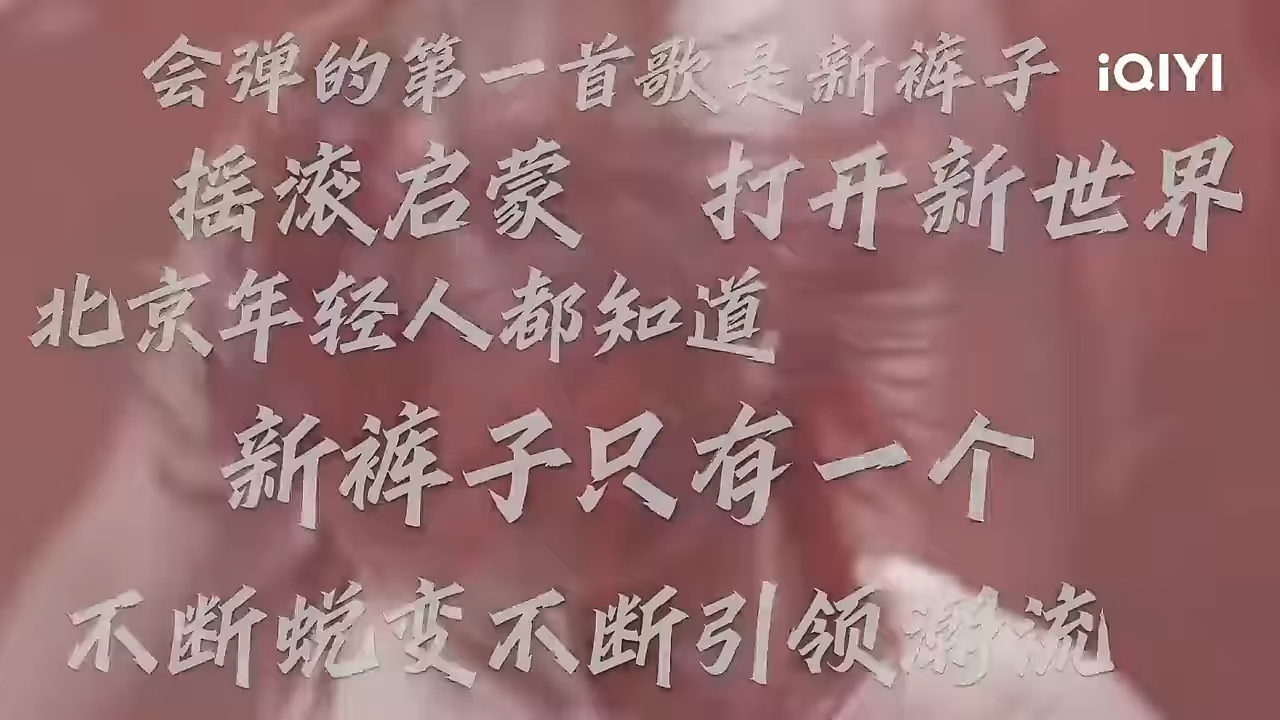 会弹的第一首歌是新裤子
iQIYI
摇滚启蒙 打开新世界
北京年轻人都知道
新裤子只有一个
不断蜕变不断引领潮流